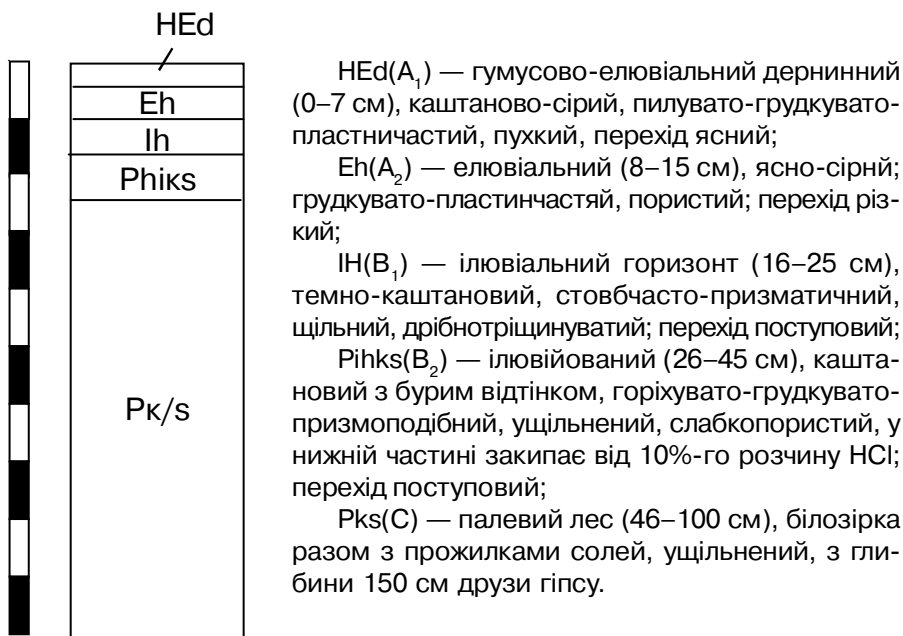 HEd
Eh
Ih
Phiкs
Pк/s
HEd(A₁) — гумусово-елювіальний дернинний
(0–7 см), каштаново-сірий, пилувато-грудкувато-
пластничастий, пухкий, перехід ясний;
Eh(A₂) — елювіальний (8–15 см), ясно-сірнй;
грудкувато-пластинчастяй, пористий; перехід різ-
кий;
IH(B₁) — ілювіальний горизонт (16–25 см),
темно-каштановий, стовбчасто-призматичний,
щільний, дрібнотріщинуватий; перехід поступовий;
Pihks(B₂) — ілювійований (26–45 см), кашта-
новий з бурим відтінком, горіхувато-грудкувато-
призмоподібний, ущільнений, слабкопористий, у
нижній частині закипає від 10%-го розчину HCl;
перехід поступовий;
Pks(C) — палевий лес (46–100 см), білозірка
разом з прожилками солей, ущільнений, з гли-
бини 150 см друзи гіпсу.